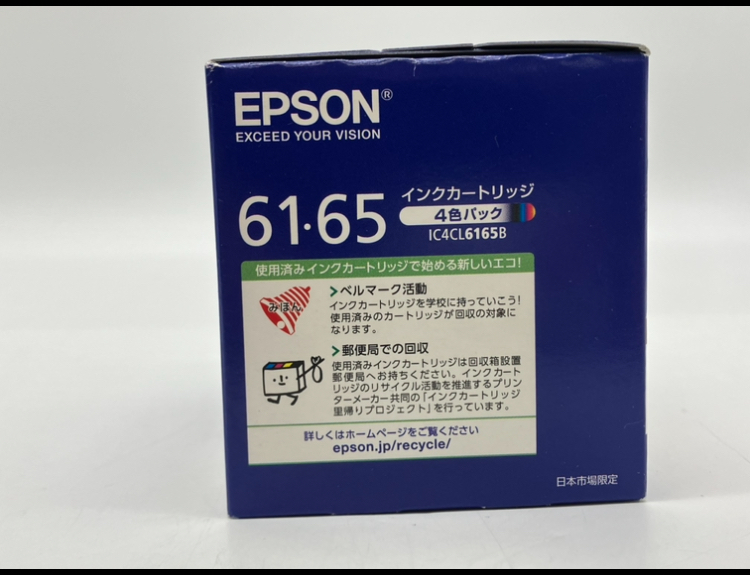 EPSON®
EXCEED YOUR VISION
61・65
インクカートリッジ
4色パック
IC4CL6165B
使用済みインクカートリッジで始める新しいエコ!
みほん
ベルマーク活動
インクカートリッジを学校に持っていこう!
使用済みのカートリッジが回収の対象に
なります。
郵便局での回収
使用済みインクカートリッジは回収箱設置
郵便局へお持ちください。インクカート
リッジのリサイクル活動を推進するプリン
ターメーカー共同の「インクカートリッジ
里帰りプロジェクト」を行っています。
詳しくはホームページをご覧ください
epson.jp/recycle/
日本市場限定